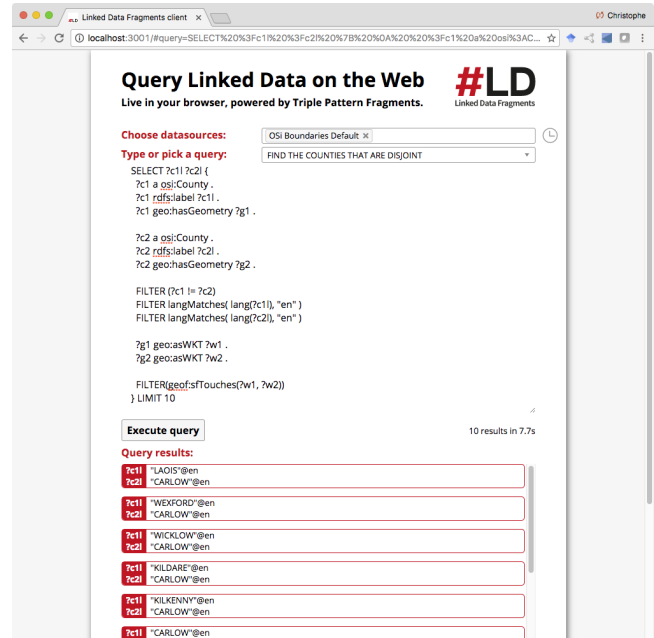 #LD Linked Data Fragments client ×
Christophe
localhost:3001/#query=SELECT%20%3Fc1l%20%3Fc2l%20%7B%20%0A%20%20%3Fc1%20a%20osi%3AC...
Query Linked Data on the Web
#LD
Live in your browser, powered by Triple Pattern Fragments.
Linked Data Fragments
Choose datasources:
OSi Boundaries Default ×
Type or pick a query:
FIND THE COUNTIES THAT ARE DISJOINT
SELECT ?c1l ?c2l {
?c1 a osi:County .
?c1 rdfs:label ?c1l .
?c1 geo:hasGeometry ?g1 .
?c2 a osi:County .
?c2 rdfs:label ?c2l .
?c2 geo:hasGeometry ?g2 .
FILTER (?c1 != ?c2)
FILTER langMatches( lang(?c1l), "en" )
FILTER langMatches( lang(?c2l), "en" )
?g1 geo:asWKT ?w1 .
?g2 geo:asWKT ?w2 .
FILTER(geof:sfTouches(?w1, ?w2))
} LIMIT 10
Execute query
10 results in 7.7s
Query results:
?c1l "LAOIS"@en
?c2l "CARLOW"@en
?c1l "WEXFORD"@en
?c2l "CARLOW"@en
?c1l "WICKLOW"@en
?c2l "CARLOW"@en
?c1l "KILDARE"@en
?c2l "CARLOW"@en
?c1l "KILKENNY"@en
?c2l "CARLOW"@en
?c1l "CARLOW"@en